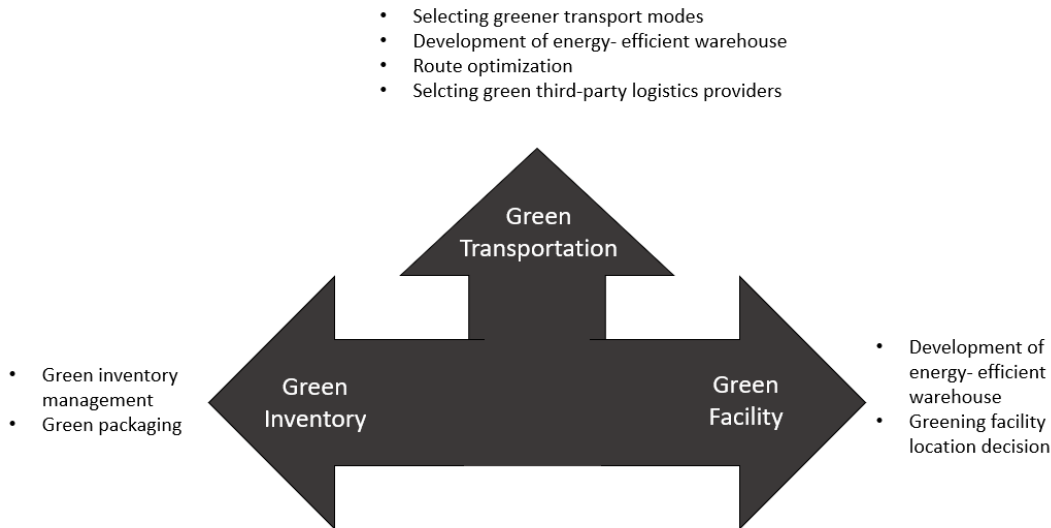 • Selecting greener transport modes
• Development of energy- efficient warehouse
• Route optimization
• Selcting green third-party logistics providers
Green
Transportation
• Green inventory
management
• Green packaging
Green
Inventory
Green
Facility
• Development of
energy- efficient
warehouse
• Greening facility
location decision